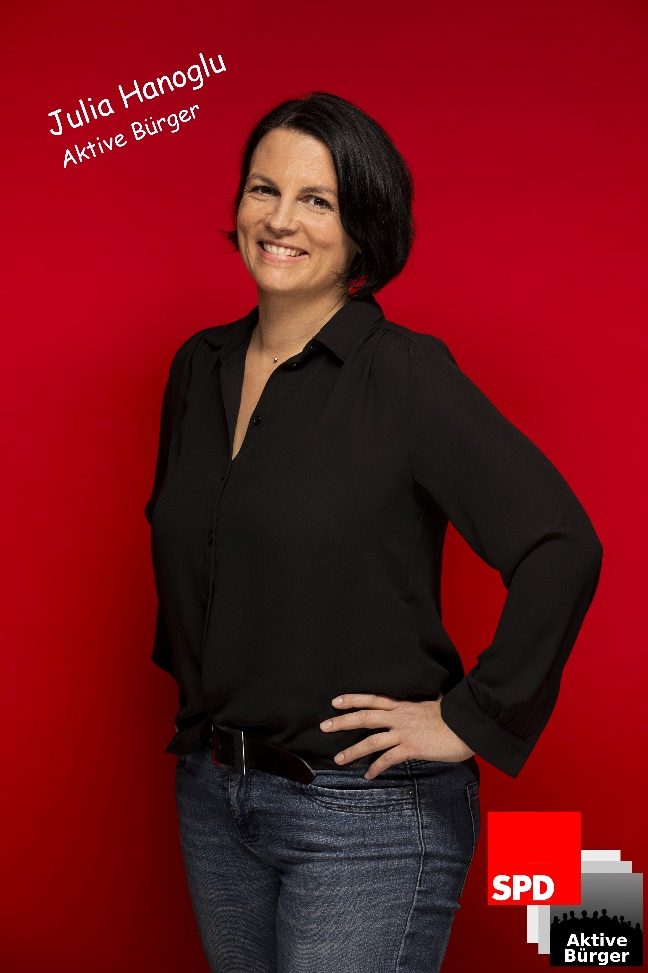 Julia Hanoglu
Aktive Bürger
SPD
Aktive
Bürger